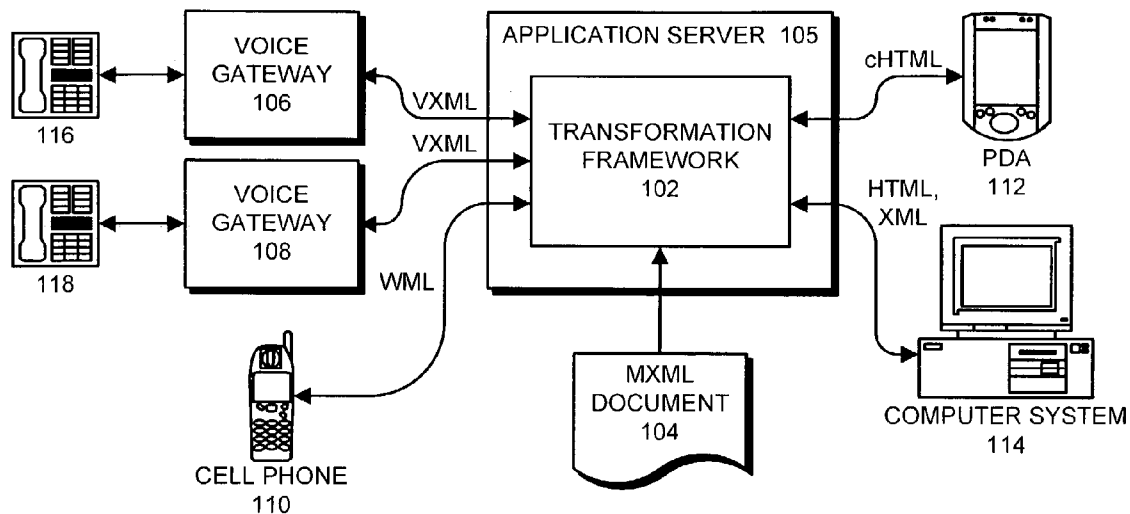 VOICE
GATEWAY
106
116
VXML
VXML
VOICE
GATEWAY
108
118
WML
CELL PHONE
110
APPLICATION SERVER 105
TRANSFORMATION
FRAMEWORK
102
MXML
DOCUMENT
104
cHTML
PDA
112
HTML,
XML
COMPUTER SYSTEM
114